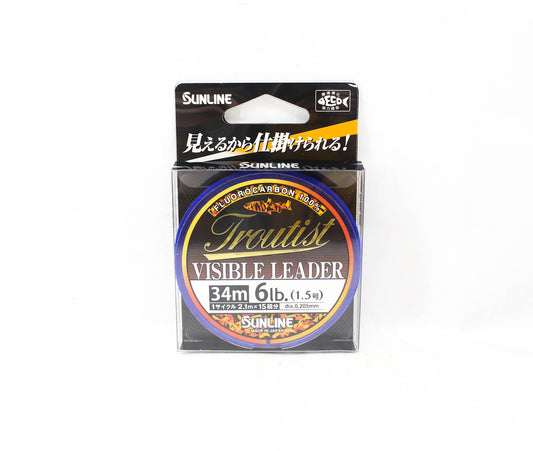 SUNLINE
見えるから仕掛けられる!
SUNLINE
FLUOROCARBON 100%
Troutist
VISIBLE LEADER
34m 6lb. (1.5号)
1サイクル 2.1m×15回分 dia.0.205mm
SUNLINE
MADE IN JAPAN